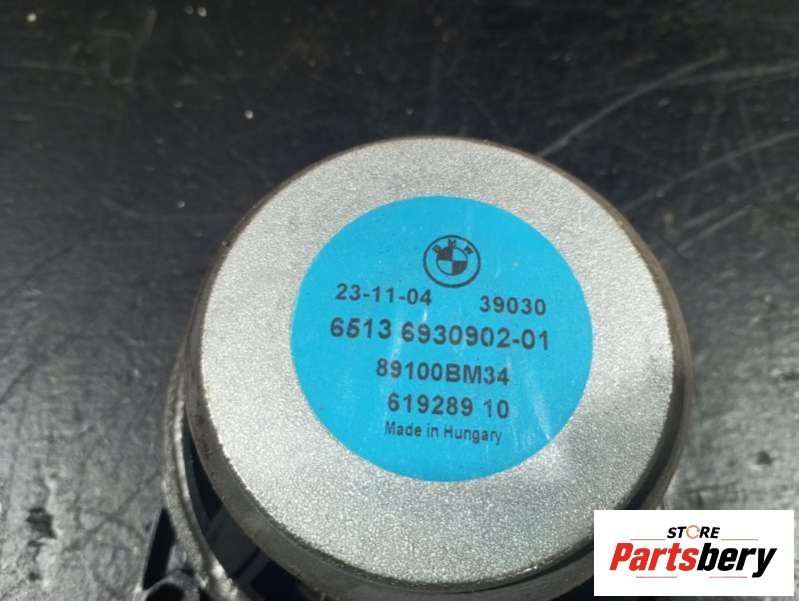 BMW
23-11-04 39030
6513 6930902-01
89100BM34
619289 10
Made in Hungary
STORE
Partsbery